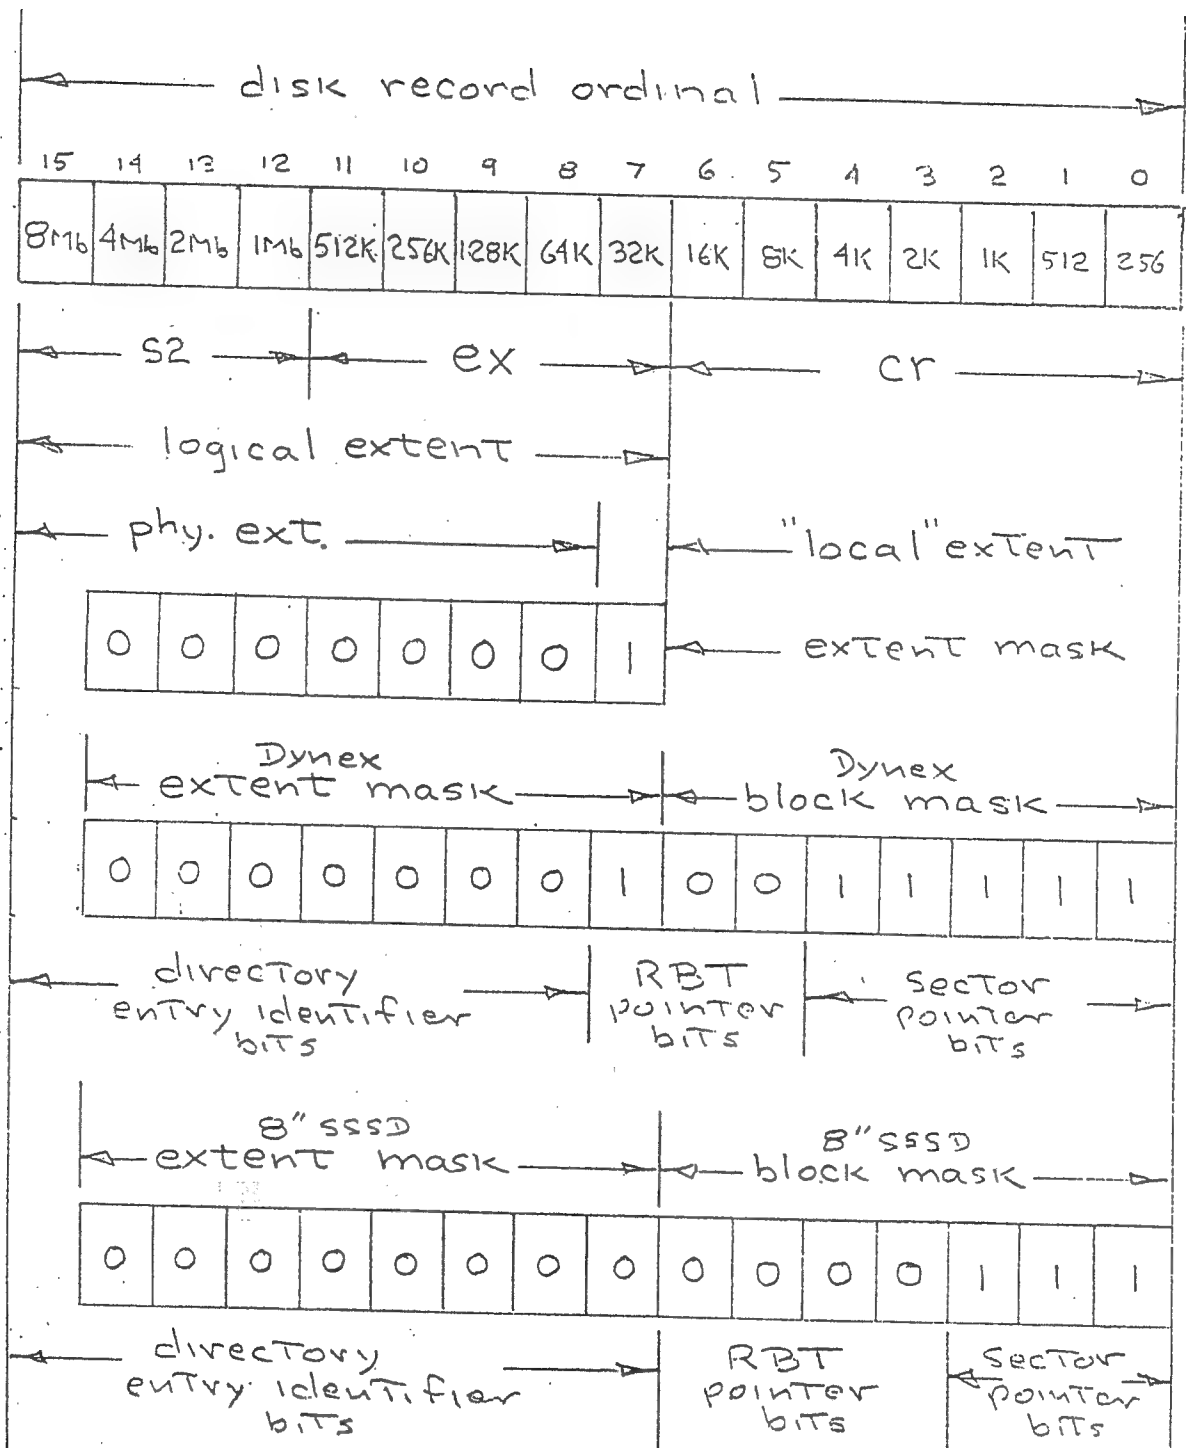 disk record ordinal
15 14 13 12 11 10 9 8 7 6 5 4 3 2 1 0
8Mb 4Mb 2Mb 1Mb 512K 256K 128K 64K 32K 16K 8K 4K 2K 1K 512 256
S2 ex cr
logical extent
phy. ext. "local" extent
0 0 0 0 0 0 0 1 extent mask
Dynex Dynex
extent mask block mask
0 0 0 0 0 0 0 1 0 0 1 1 1 1 1
directory RBT sector
entry identifier pointer pointer
bits bits bits
8" SSSD 8" SSSD
extent mask block mask
0 0 0 0 0 0 0 0 0 0 0 0 1 1 1
directory RBT sector
entry identifier pointer pointer
bits bits bits